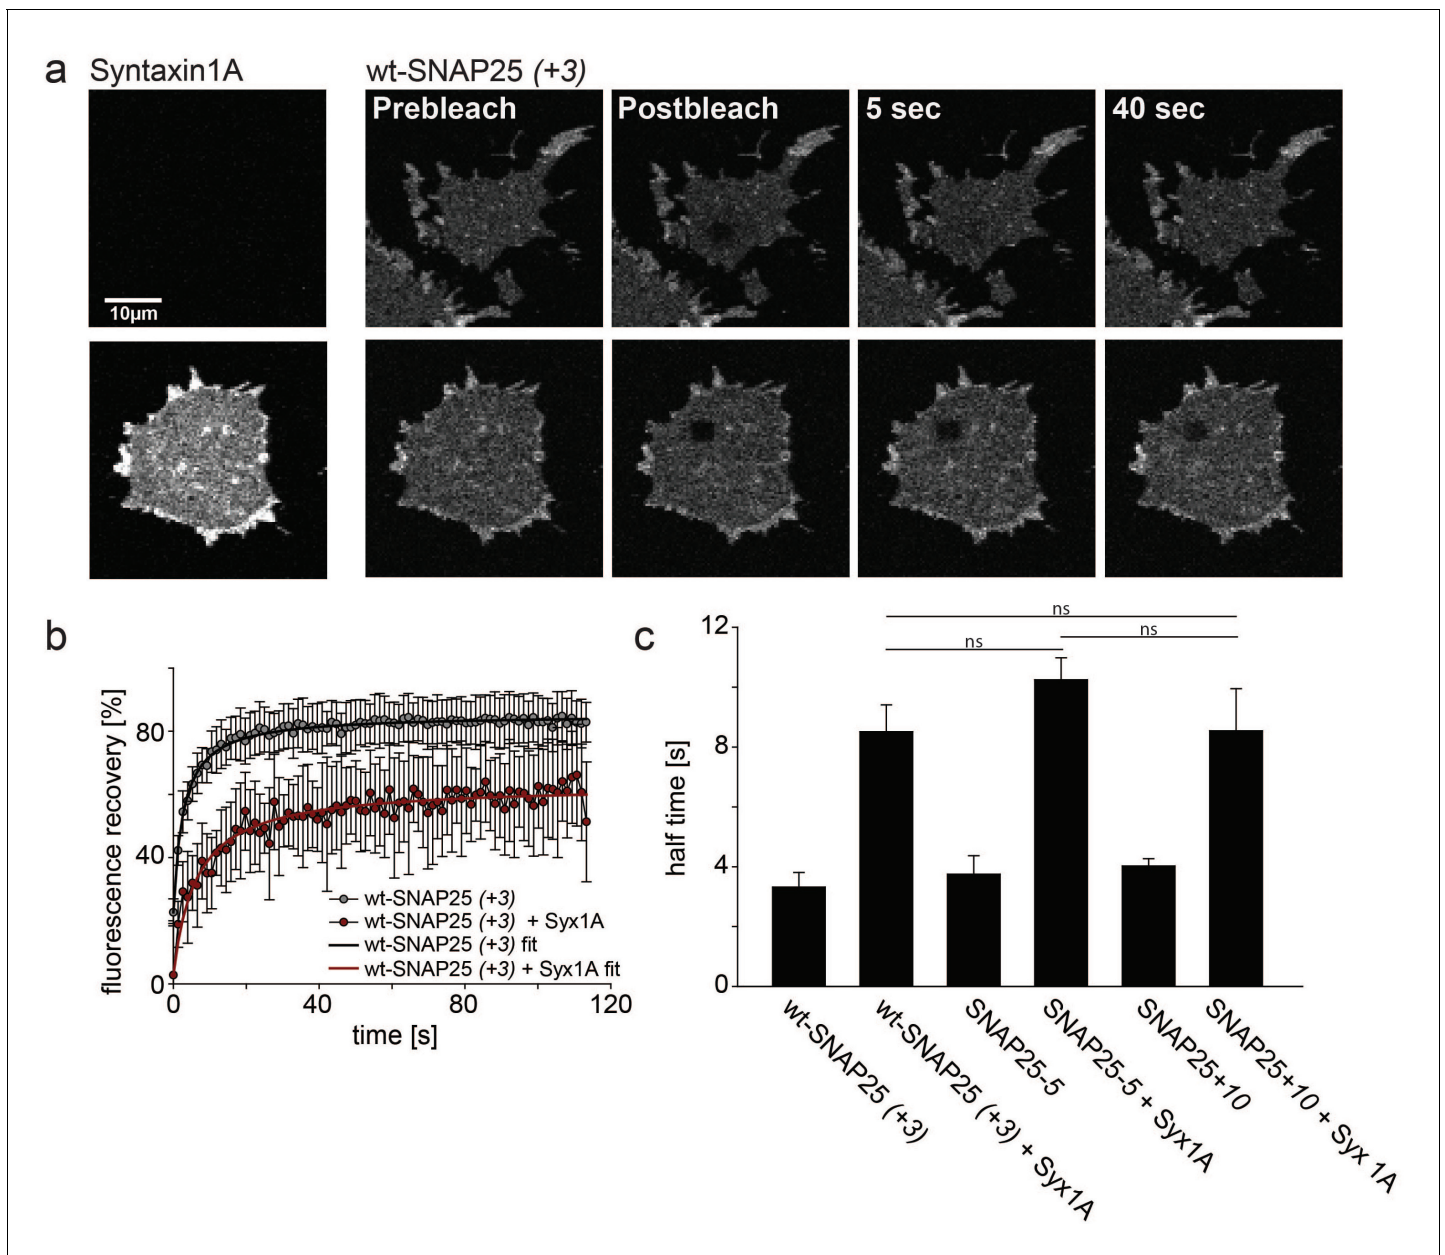 a
Syntaxin1A
wt-SNAP25 (+3)
Prebleach
Postbleach
5 sec
40 sec
10µm
b
fluorescence recovery [%]
80
40
0
0
40
80
120
time [s]
wt-SNAP25 (+3)
wt-SNAP25 (+3) + Syx1A
wt-SNAP25 (+3) fit
wt-SNAP25 (+3) + Syx1A fit
c
half time [s]
12
8
4
0
ns
ns
ns
wt-SNAP25 (+3)
wt-SNAP25 (+3) + Syx1A
SNAP25-5
SNAP25-5 + Syx1A
SNAP25+10
SNAP25+10 + Syx 1A